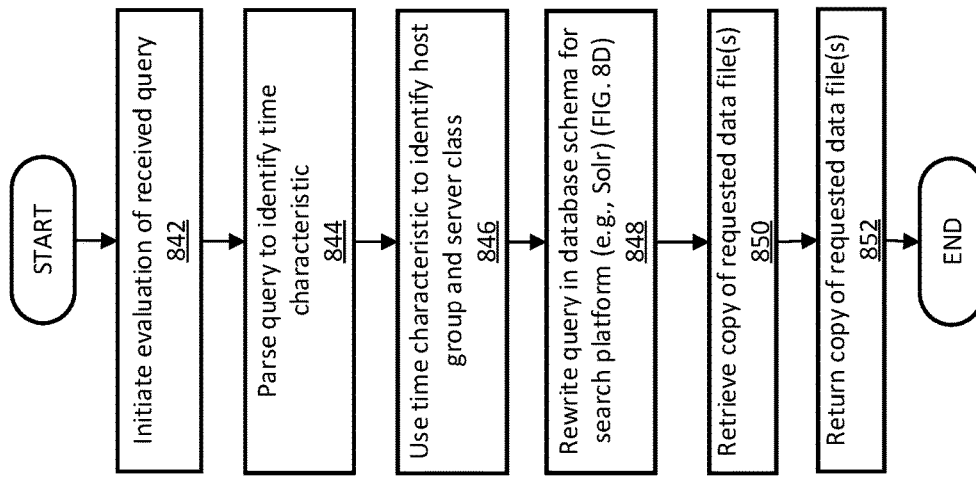 START
Initiate evaluation of received query
842
Parse query to identify time
characteristic
844
Use time characteristic to identify host
group and server class
846
Rewrite query in database schema for
search platform (e.g., Solr) (FIG. 8D)
848
Retrieve copy of requested data file(s)
850
Return copy of requested data file(s)
852
END